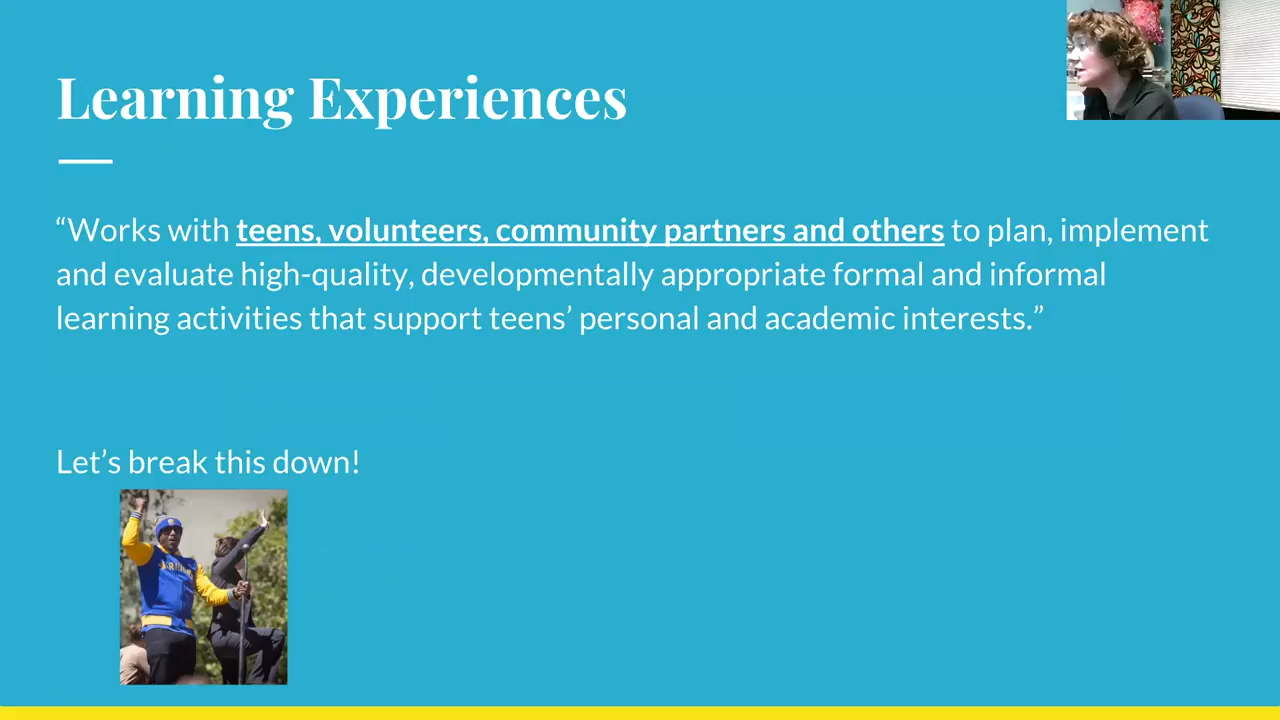 Learning Experiences
“Works with teens, volunteers, community partners and others to plan, implement
and evaluate high-quality, developmentally appropriate formal and informal
learning activities that support teens’ personal and academic interests.”
Let’s break this down!